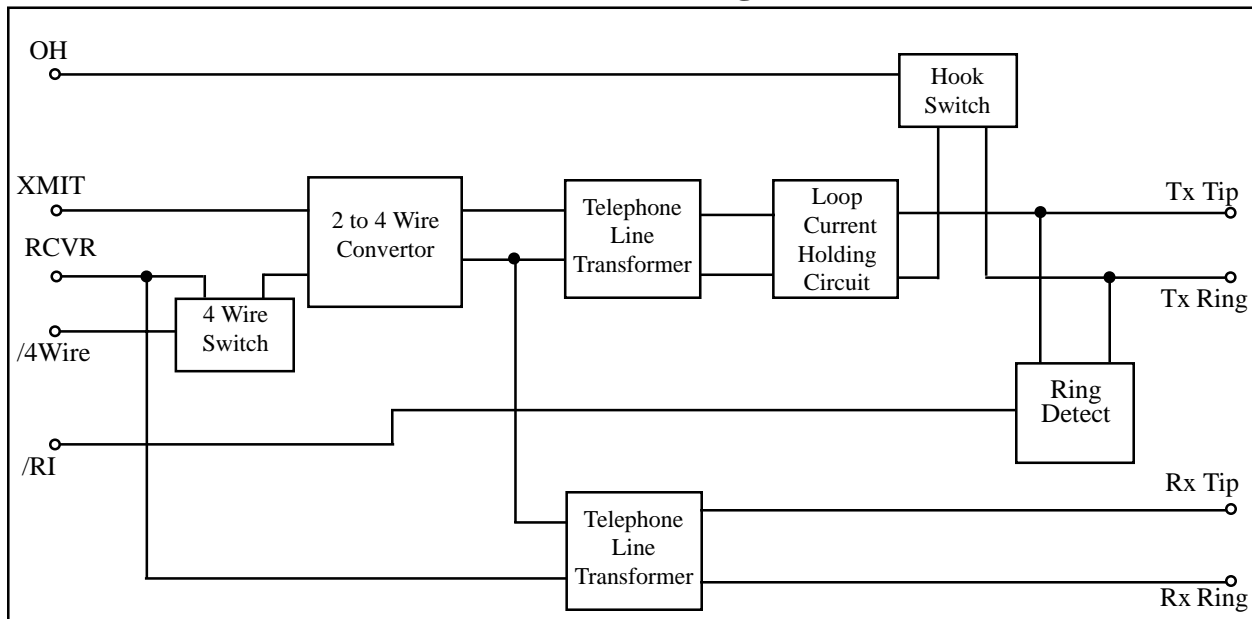 OH
Hook
Switch
XMIT
2 to 4 Wire
Convertor
Telephone
Line
Transformer
Loop
Current
Holding
Circuit
Tx Tip
RCVR
Tx Ring
4 Wire
Switch
/4Wire
Ring
Detect
/RI
Rx Tip
Telephone
Line
Transformer
Rx Ring